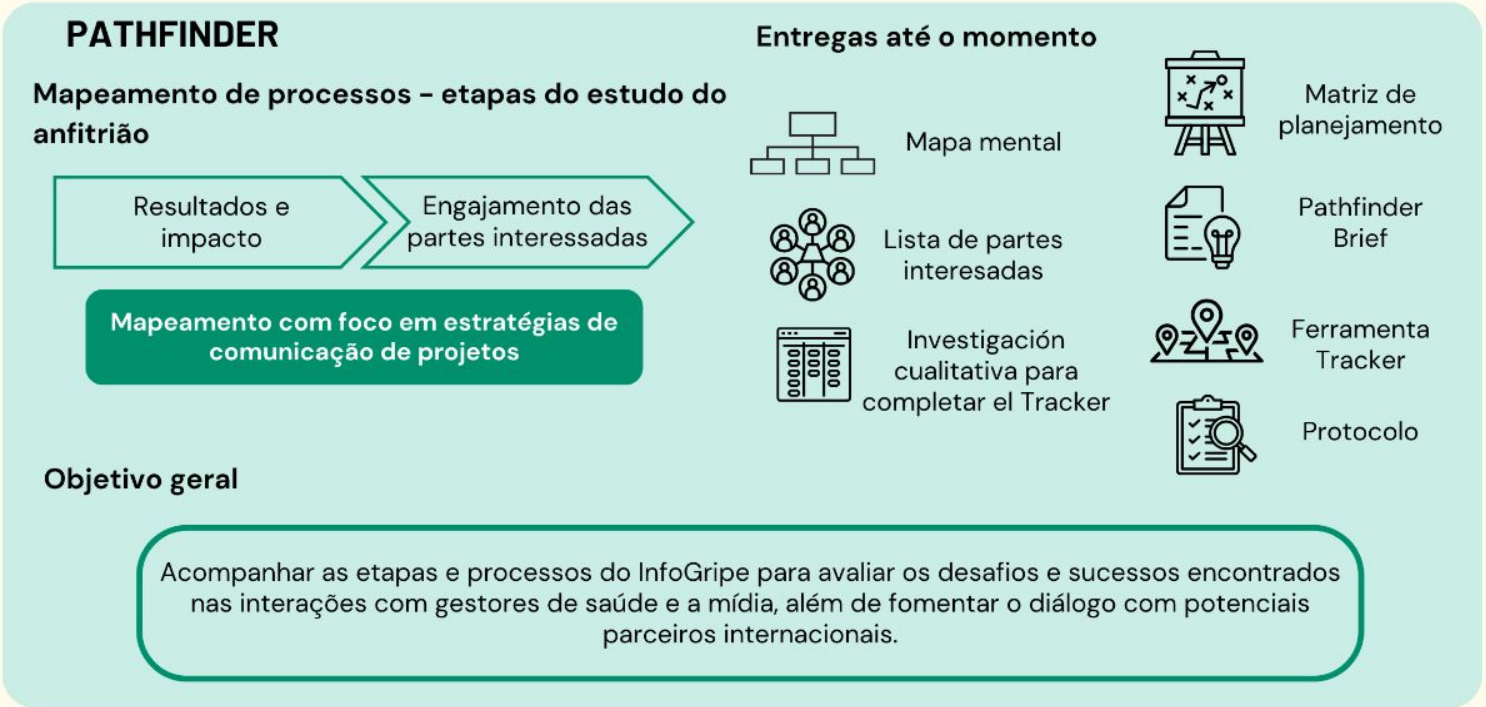 PATHFINDER
Mapeamento de processos - etapas do estudo do
anfitrião
Resultados e
impacto
Engajamento das
partes interessadas
Mapeamento com foco em estratégias de
comunicação de projetos
Entregas até o momento
Mapa mental
Lista de partes
interesadas
Investigación
cualitativa para
completar el Tracker
Matriz de
planejamento
Pathfinder
Brief
Ferramenta
Tracker
Protocolo
Objetivo geral
Acompanhar as etapas e processos do InfoGripe para avaliar os desafios e sucessos encontrados
nas interações com gestores de saúde e a mídia, além de fomentar o diálogo com potenciais
parceiros internacionais.